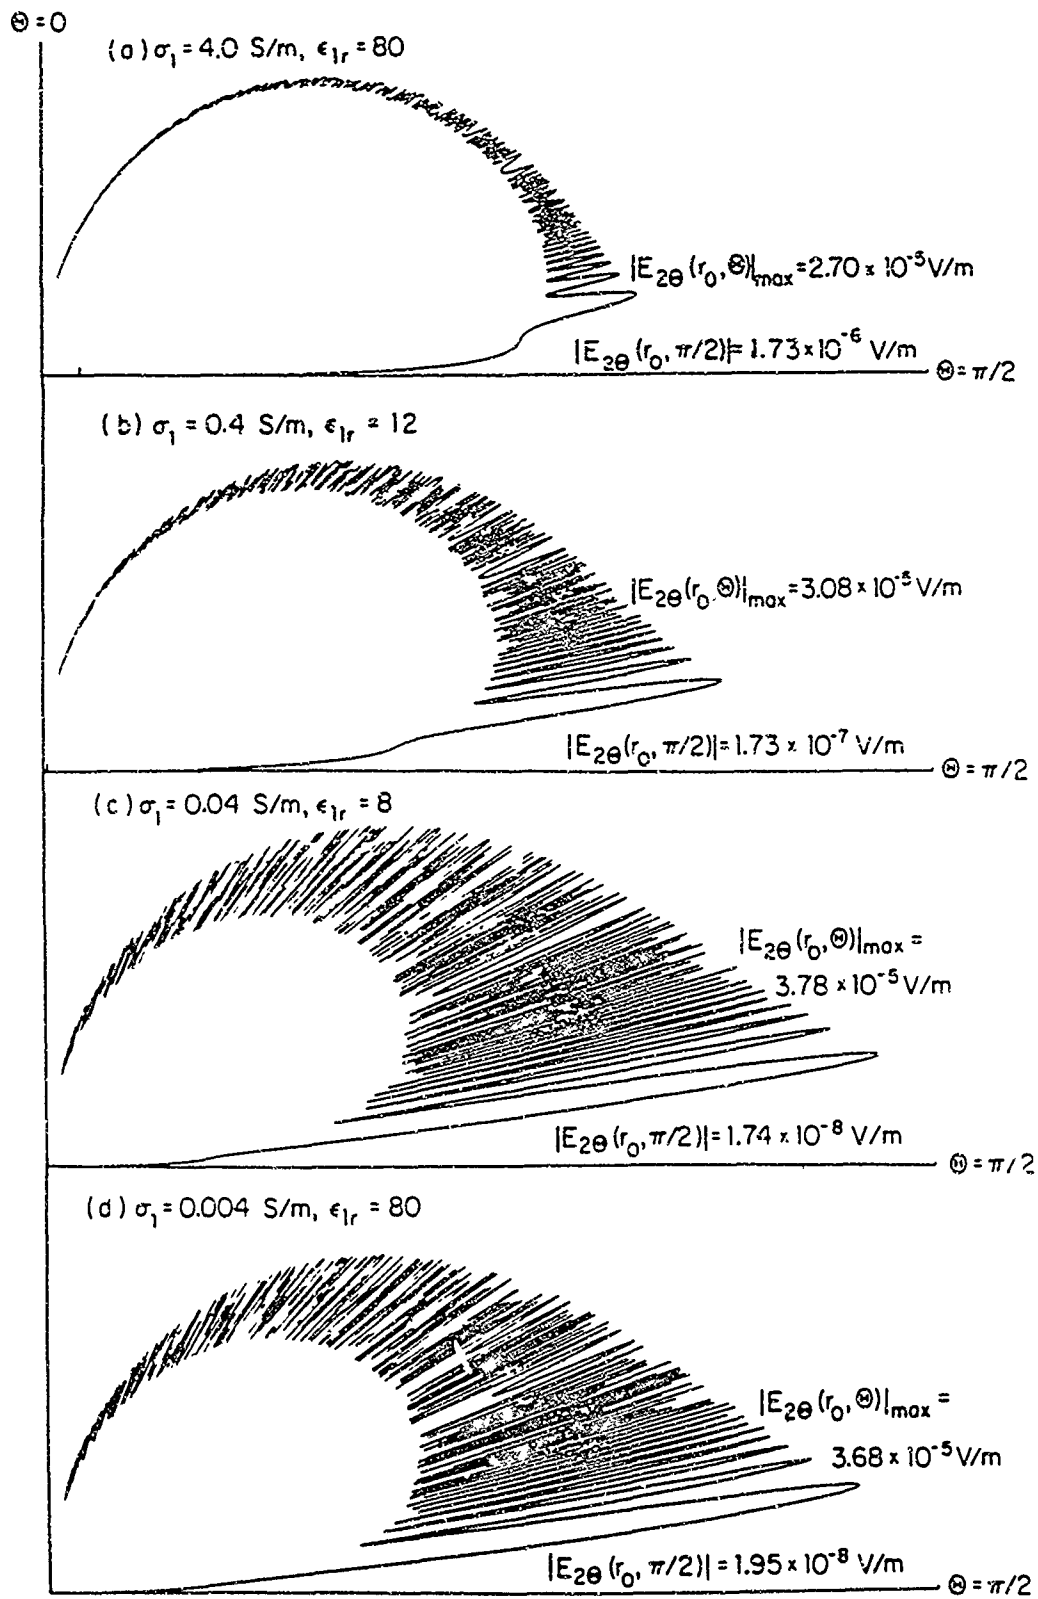 Θ = 0
(a) σ₁ = 4.0 S/m, ϵ₁ᵣ = 80
|E₂Θ(r₀, Θ)|max = 2.70 × 10⁻⁵ V/m
|E₂Θ(r₀, π/2)| = 1.73 × 10⁻⁶ V/m
Θ = π/2
(b) σ₁ = 0.4 S/m, ϵ₁ᵣ = 12
|E₂Θ(r₀, Θ)|max = 3.08 × 10⁻⁵ V/m
|E₂Θ(r₀, π/2)| = 1.73 × 10⁻⁷ V/m
Θ = π/2
(c) σ₁ = 0.04 S/m, ϵ₁ᵣ = 8
|E₂Θ(r₀, Θ)|max =
3.78 × 10⁻⁵ V/m
|E₂Θ(r₀, π/2)| = 1.74 × 10⁻⁸ V/m
Θ = π/2
(d) σ₁ = 0.004 S/m, ϵ₁ᵣ = 80
|E₂Θ(r₀, Θ)|max =
3.68 × 10⁻⁵ V/m
|E₂Θ(r₀, π/2)| = 1.95 × 10⁻⁸ V/m
Θ = π/2